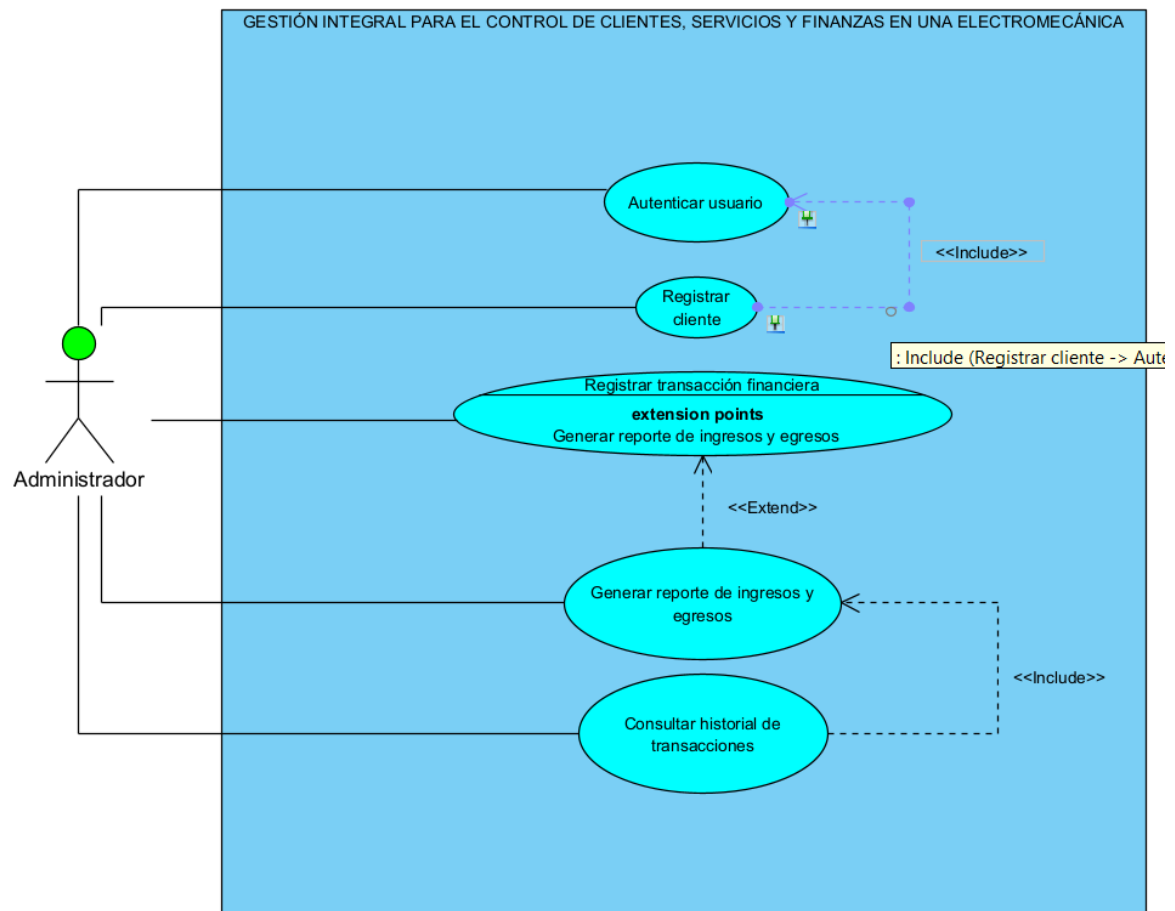 GESTIÓN INTEGRAL PARA EL CONTROL DE CLIENTES, SERVICIOS Y FINANZAS EN UNA ELECTROMECÁNICA
Autenticar usuario
<<Include>>
Registrar
cliente
: Include (Registrar cliente -> Aute
Registrar transacción financiera
extension points
Generar reporte de ingresos y egresos
Administrador
<<Extend>>
Generar reporte de ingresos y
egresos
<<Include>>
Consultar historial de
transacciones